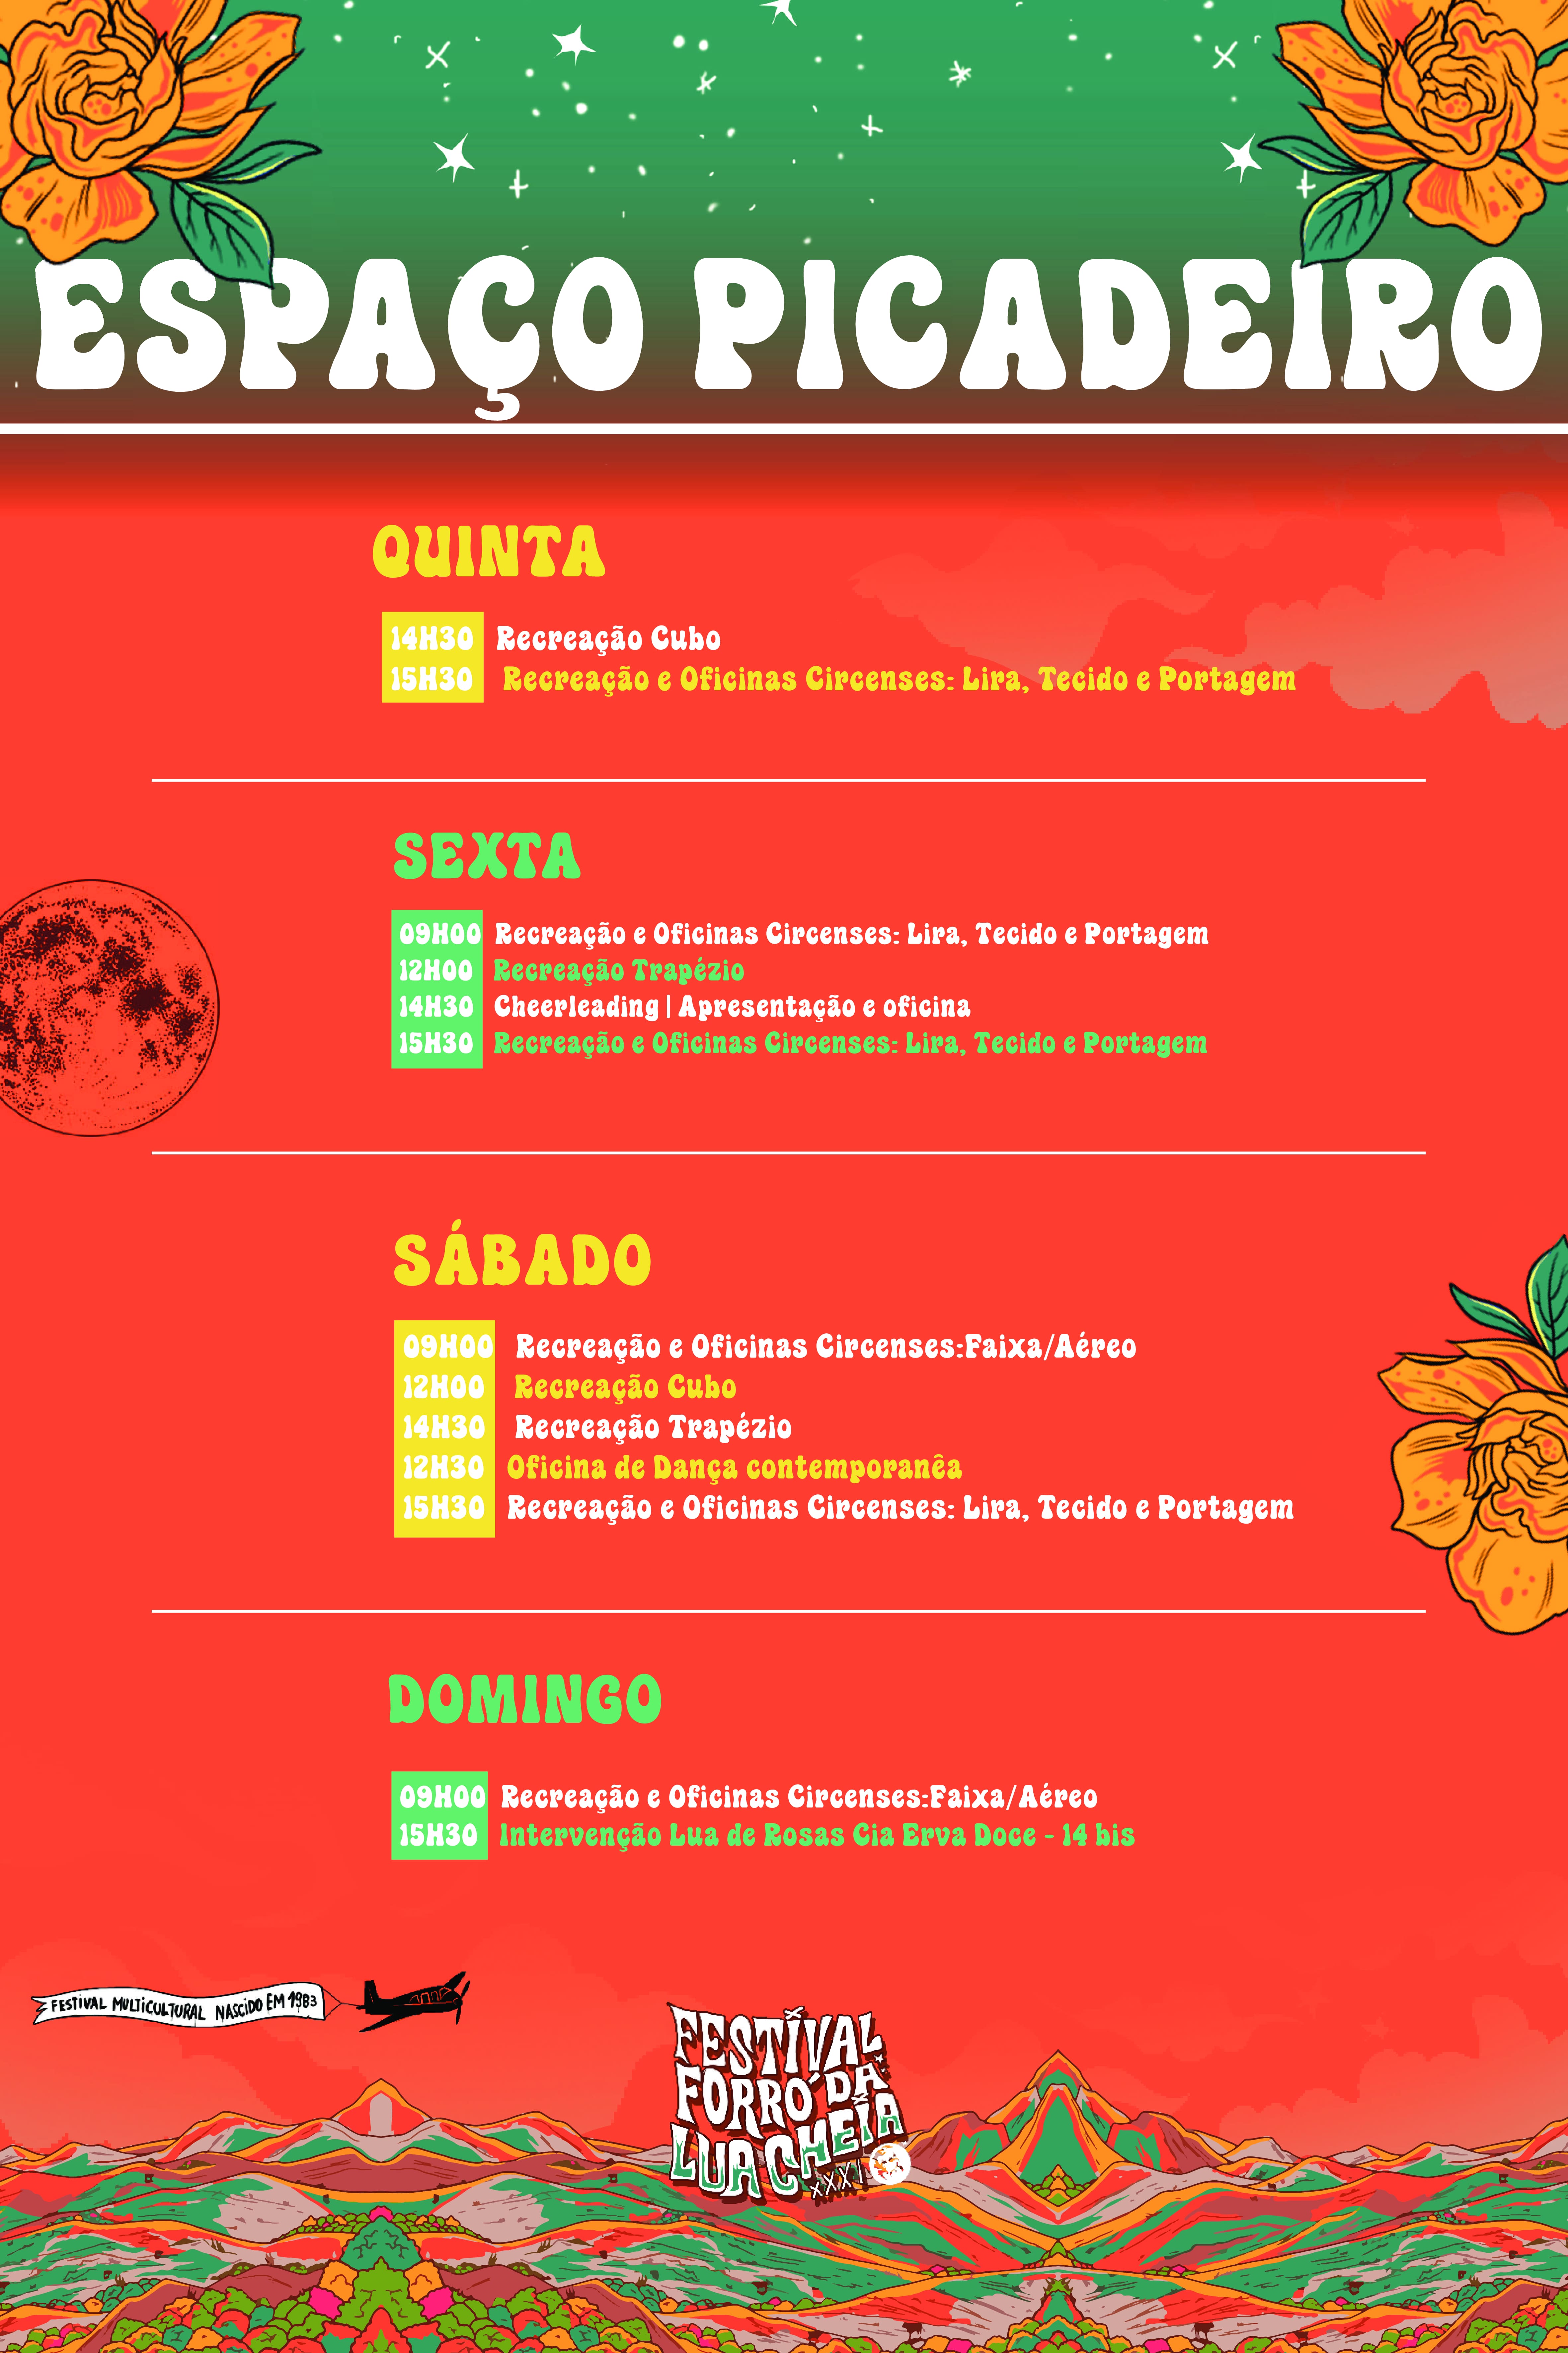 ESPAÇO PICADEIRO
QUINTA
14H30 Recreação Cubo
15H30 Recreação e Oficinas Circenses: Lira, Tecido e Portagem
SEXTA
09H00 Recreação e Oficinas Circenses: Lira, Tecido e Portagem
12H00 Recreação Trapézio
14H30 Cheerleading | Apresentação e oficina
15H30 Recreação e Oficinas Circenses: Lira, Tecido e Portagem
SÁBADO
09H00 Recreação e Oficinas Circenses:Faixa/Aéreo
12H00 Recreação Cubo
14H30 Recreação Trapézio
12H30 Oficina de Dança contemporanêa
15H30 Recreação e Oficinas Circenses: Lira, Tecido e Portagem
DOMINGO
09H00 Recreação e Oficinas Circenses:Faixa/Aéreo
15H30 Intervenção Lua de Rosas Cia Erva Doce - 14 bis
FESTIVAL MULTICULTURAL NASCIDO EM 1983
FESTIVAL
FORRÓ DA
LUA CHEIA
XXXI